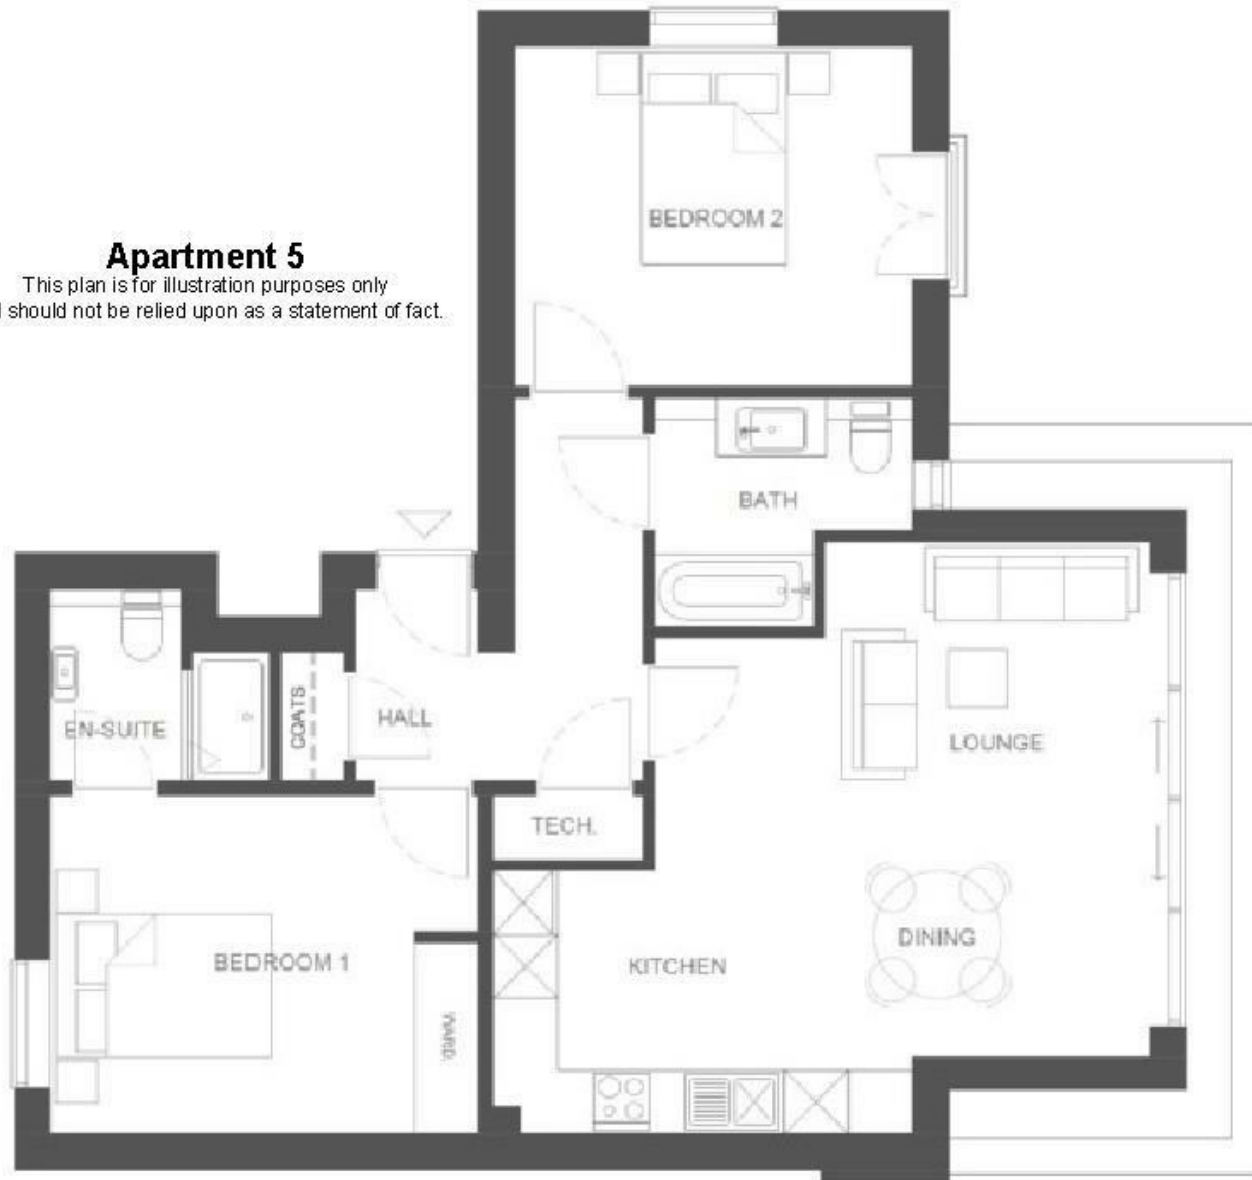 Apartment 5
This plan is for illustration purposes only
should not be relied upon as a statement of fact.
BEDROOM 2
BATH
EN-SUITE
COATS
HALL
LOUNGE
TECH.
BEDROOM 1
WARD.
KITCHEN
DINING